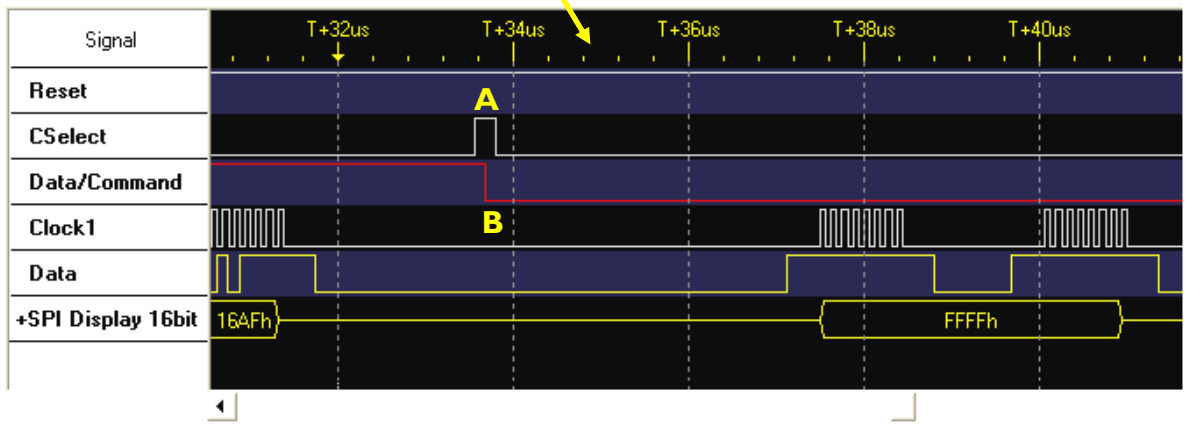 Signal T+32us T+34us T+36us T+38us T+40us
Reset
A
CSelect
Data/Command
B
Clock1
Data
+SPI Display 16bit 16AFh FFFFh